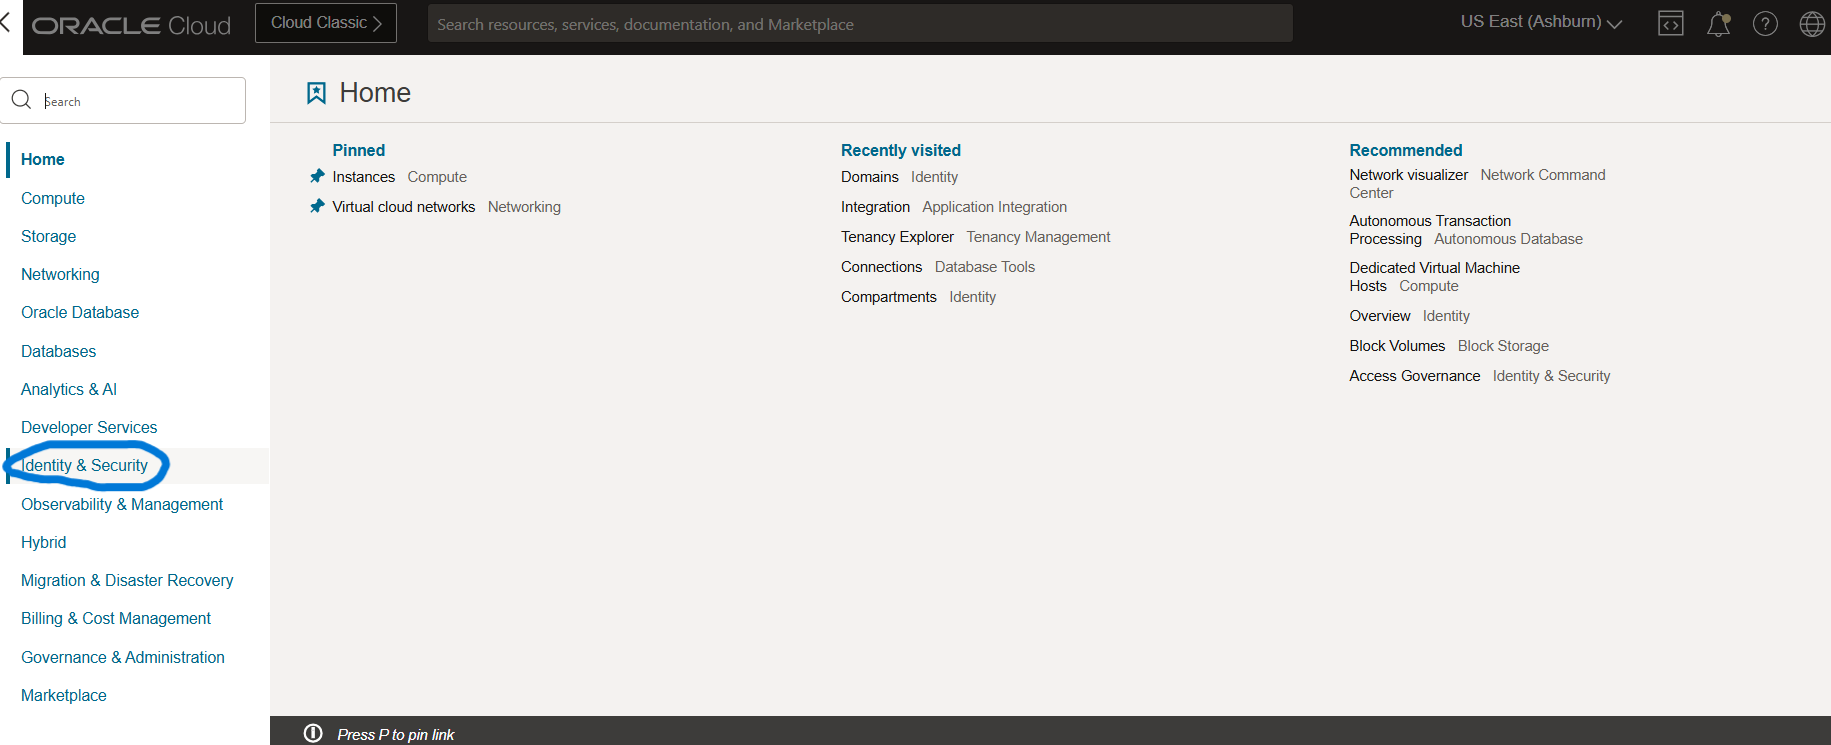 ORACLE Cloud
Cloud Classic
Search resources, services, documentation, and Marketplace
US East (Ashburn)
Search
Home
Compute
Storage
Networking
Oracle Database
Databases
Analytics & AI
Developer Services
Identity & Security
Observability & Management
Hybrid
Migration & Disaster Recovery
Billing & Cost Management
Governance & Administration
Marketplace
Home
Pinned
Instances Compute
Virtual cloud networks Networking
Recently visited
Domains Identity
Integration Application Integration
Tenancy Explorer Tenancy Management
Connections Database Tools
Compartments Identity
Recommended
Network visualizer Network Command
Center
Autonomous Transaction
Processing Autonomous Database
Dedicated Virtual Machine
Hosts Compute
Overview Identity
Block Volumes Block Storage
Access Governance Identity & Security
Press P to pin link